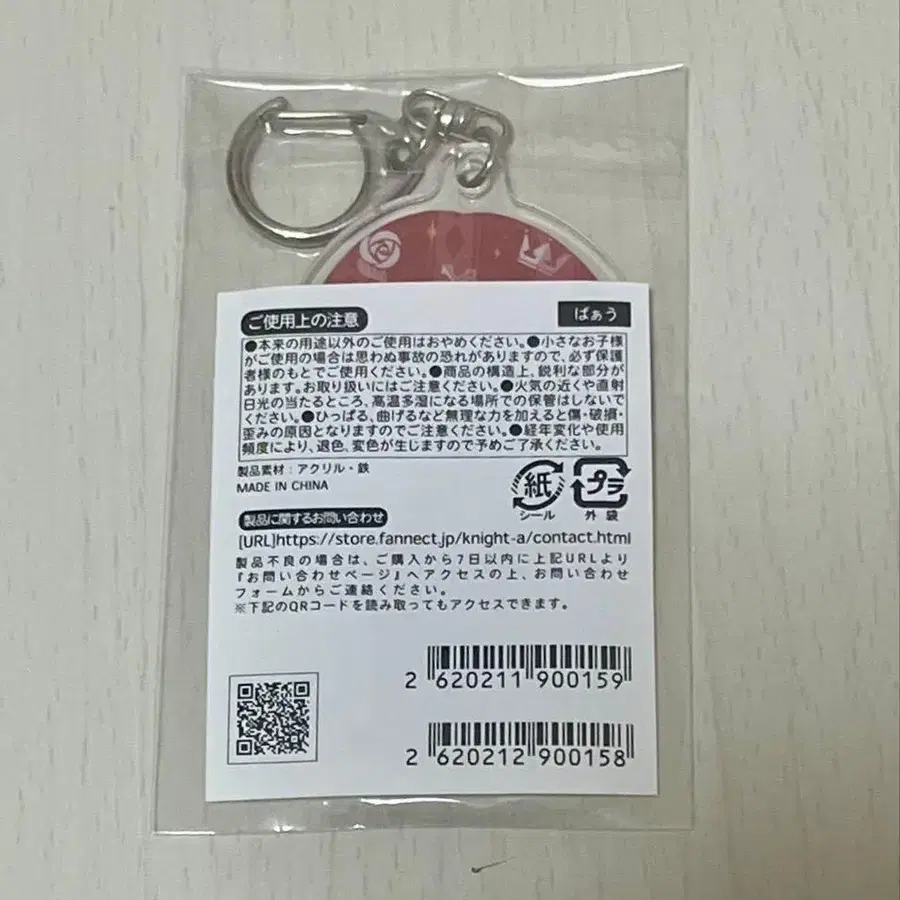 ご使用上の注意
ばぁう
●本来の用途以外のご使用はおやめください。●小さなお子様
がご使用の場合は思わぬ事故の恐れがありますので、必ず保護
者様のもとでご使用ください。●商品の構造上、鋭利な部分が
あります。お取り扱いにはご注意ください。●火気の近くや直射
日光の当たるところ、高温多湿になる場所での保管はしないで
ください。●ひっぱる、曲げるなど無理な力を加えると傷・破損・
歪みの原因となりますのでご注意ください。●経年変化や使用
頻度により、退色、変色が生じますので予めご了承ください。
製品素材：アクリル・鉄
MADE IN CHINA
紙
シール
プラ
外袋
製品に関するお問い合わせ
[URL]https://store.fannect.jp/knight-a/contact.html
製品不良の場合は、ご購入から7日以内に上記URLより
『お問い合わせページ』へアクセスの上、お問い合わせ
フォームからご連絡ください。
※下記のQRコードを読み取ってもアクセスできます。
2 620211 900159
2 620212 900158